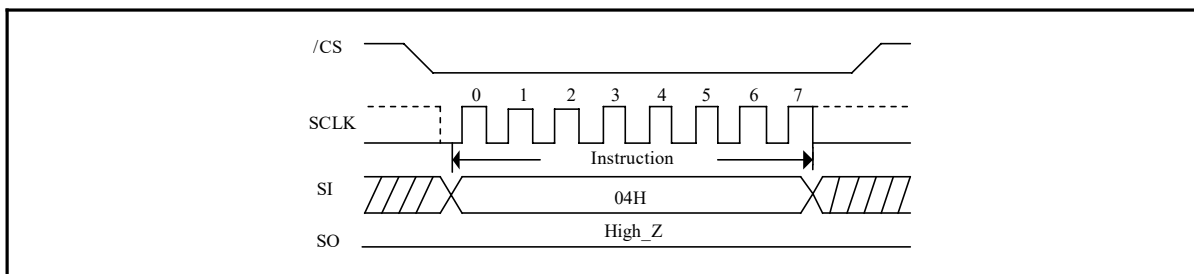 /CS
0 1 2 3 4 5 6 7
SCLK
Instruction
SI
04H
High_Z
SO